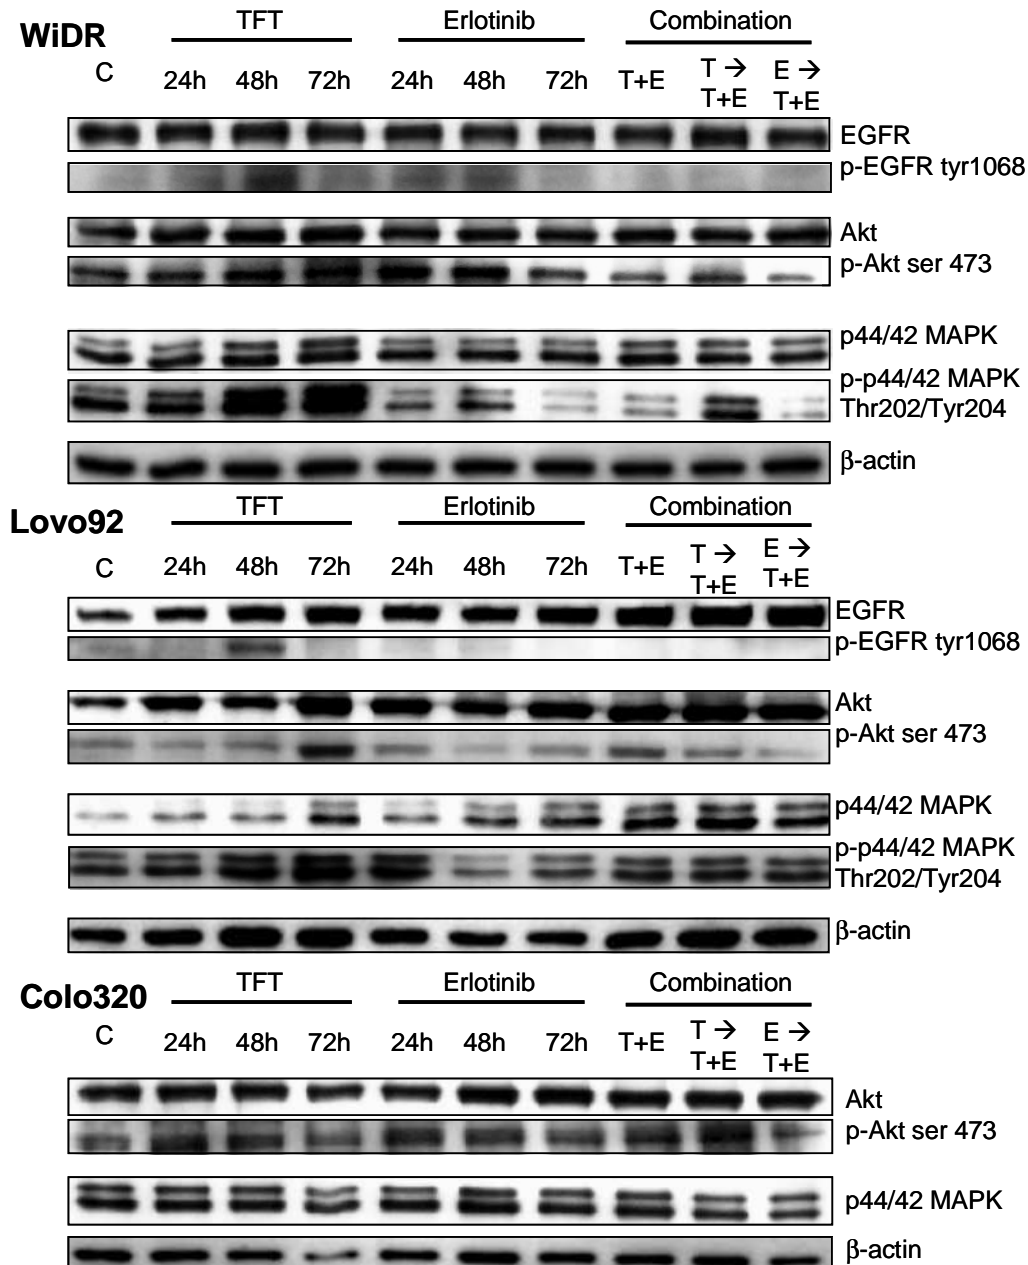 WiDR
TFT Erlotinib Combination
C 24h 48h 72h 24h 48h 72h T+E T → T+E E → T+E
EGFR
p-EGFR tyr1068
Akt
p-Akt ser 473
p44/42 MAPK
p-p44/42 MAPK
Thr202/Tyr204
β-actin
Lovo92
TFT Erlotinib Combination
C 24h 48h 72h 24h 48h 72h T+E T → T+E E → T+E
EGFR
p-EGFR tyr1068
Akt
p-Akt ser 473
p44/42 MAPK
p-p44/42 MAPK
Thr202/Tyr204
β-actin
Colo320
TFT Erlotinib Combination
C 24h 48h 72h 24h 48h 72h T+E T → T+E E → T+E
Akt
p-Akt ser 473
p44/42 MAPK
β-actin